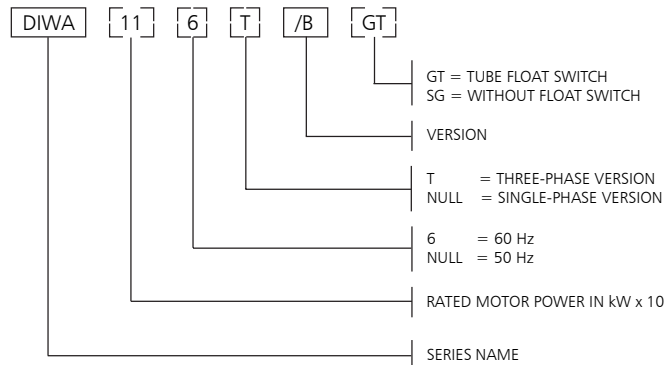 DIWA 11 6 T /B GT
GT = TUBE FLOAT SWITCH
SG = WITHOUT FLOAT SWITCH
VERSION
T = THREE-PHASE VERSION
NULL = SINGLE-PHASE VERSION
6 = 60 Hz
NULL = 50 Hz
RATED MOTOR POWER IN kW x 10
SERIES NAME